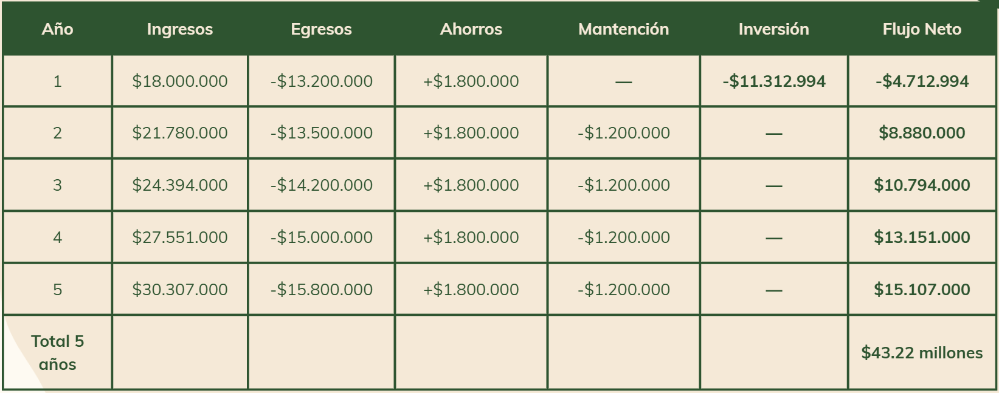 Año Ingresos Egresos Ahorros Mantención Inversión Flujo Neto
1 $18.000.000 -$13.200.000 +$1.800.000 — -$11.312.994 -$4.712.994
2 $21.780.000 -$13.500.000 +$1.800.000 -$1.200.000 — $8.880.000
3 $24.394.000 -$14.200.000 +$1.800.000 -$1.200.000 — $10.794.000
4 $27.551.000 -$15.000.000 +$1.800.000 -$1.200.000 — $13.151.000
5 $30.307.000 -$15.800.000 +$1.800.000 -$1.200.000 — $15.107.000
Total 5
años
$43.22 millones